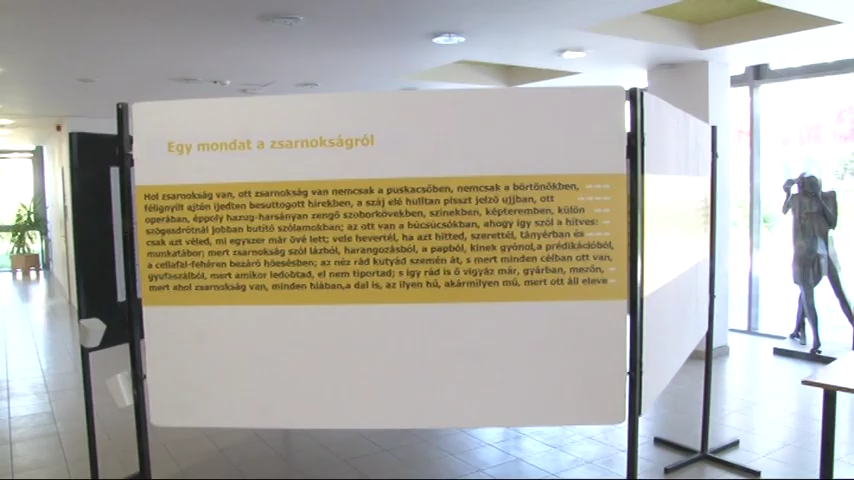 Egy mondat a zsarnokságról
Hol zsarnokság van, ott zsarnokság van nemcsak a puskacsőben, nemcsak a börtönökben,
félignyílt ajtón ijedten besuttogott hírekben, a száj elé hulltan pisszt jelző ujjban, ott
operában, éppoly hazug-harsányan zengő szoborkövekben, színekben, képteremben, külön
szögesdrótnál jobban butító szólamokban; az ott van a búcsúcsókban, ahogy így szól a hitves:
csak azt véled, mi egyszer már övé lett; vele hevertél, ha azt hitted, szerettél, tányérban és
munkatábor; mert zsarnokság szól lázból, harangozásból, a papból, kinek gyónol,a prédikációból,
a cellafal-fehéren bezáró hóesésben; az néz rád kutyád szemén át, s mert minden célban ott van,
gyufaszálból, mert amikor ledobtad, el nem tiportad; s így rád is ő vigyáz már, gyárban, mezőn,
mert ahol zsarnokság van, minden hiában,a dal is, az ilyen hű, akármilyen mű, mert ott áll eleve